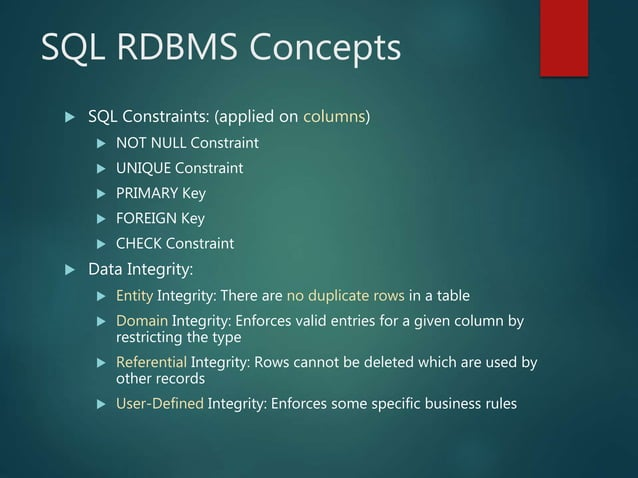 SQL RDBMS Concepts
SQL Constraints: (applied on columns)
NOT NULL Constraint
UNIQUE Constraint
PRIMARY Key
FOREIGN Key
CHECK Constraint
Data Integrity:
Entity Integrity: There are no duplicate rows in a table
Domain Integrity: Enforces valid entries for a given column by
restricting the type
Referential Integrity: Rows cannot be deleted which are used by
other records
User-Defined Integrity: Enforces some specific business rules